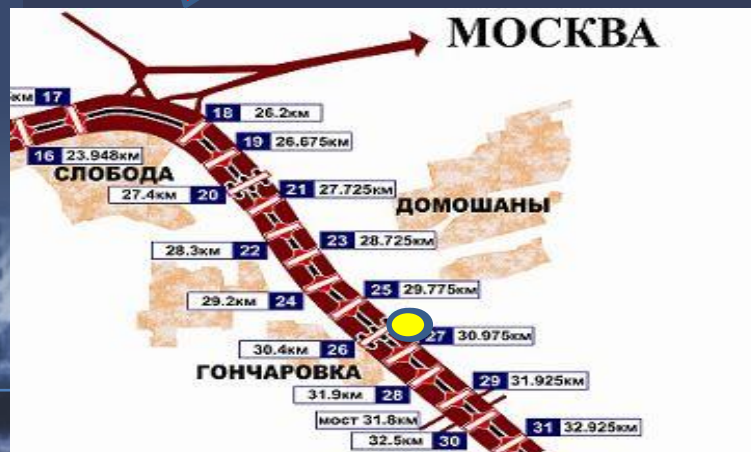 МОСКВА
км 17
18 26.2км
19 26.675км
16 23.948км
СЛОБОДА
27.4км 20
21 27.725км
ДОМОШАНЫ
28.3км 22
23 28.725км
25 29.775км
29.2км 24
27 30.975км
30.4км 26
ГОНЧАРОВКА
29 31.925км
31.9км 28
мост 31.8км
31 32.925км
32.5км 30